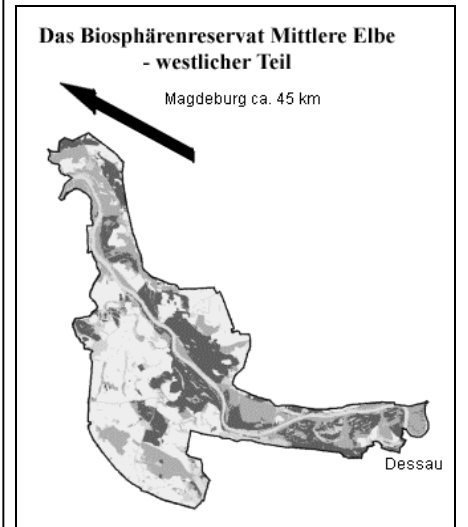 Das Biosphärenreservat Mittlere Elbe
- westlicher Teil
Magdeburg ca. 45 km
Dessau